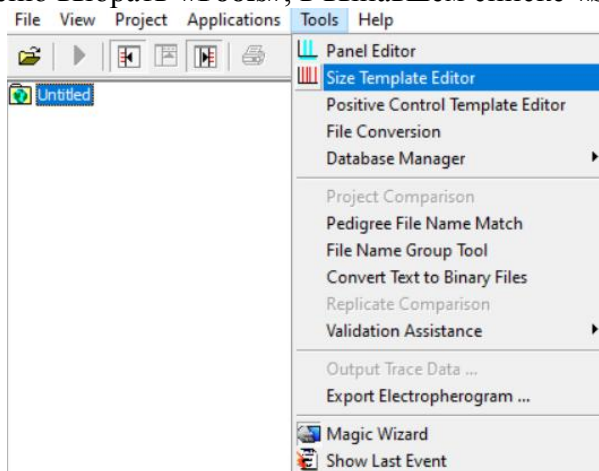 выбрать «Tools»,
File View Project Applications Tools Help
Panel Editor
Untitled
Size Template Editor
Positive Control Template Editor
File Conversion
Database Manager
Project Comparison
Pedigree File Name Match
File Name Group Tool
Convert Text to Binary Files
Replicate Comparison
Validation Assistance
Output Trace Data ...
Export Electropherogram ...
Magic Wizard
Show Last Event